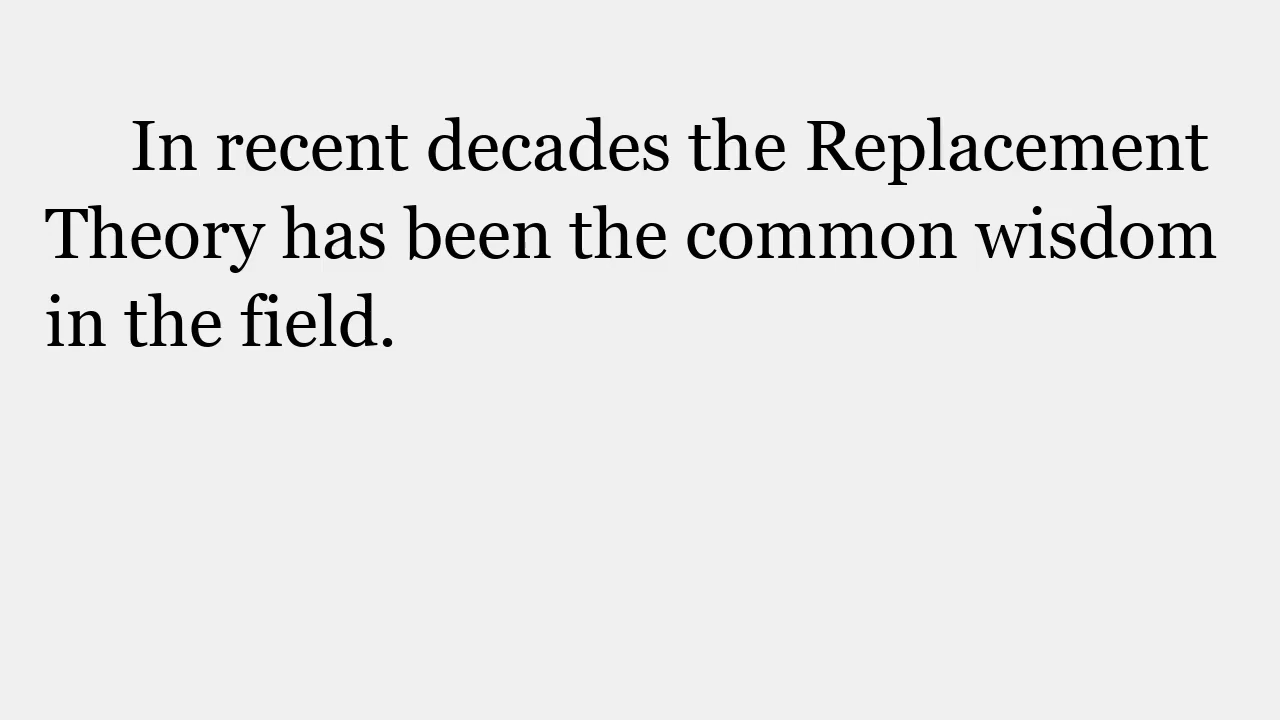 In recent decades the Replacement
Theory has been the common wisdom
in the field.